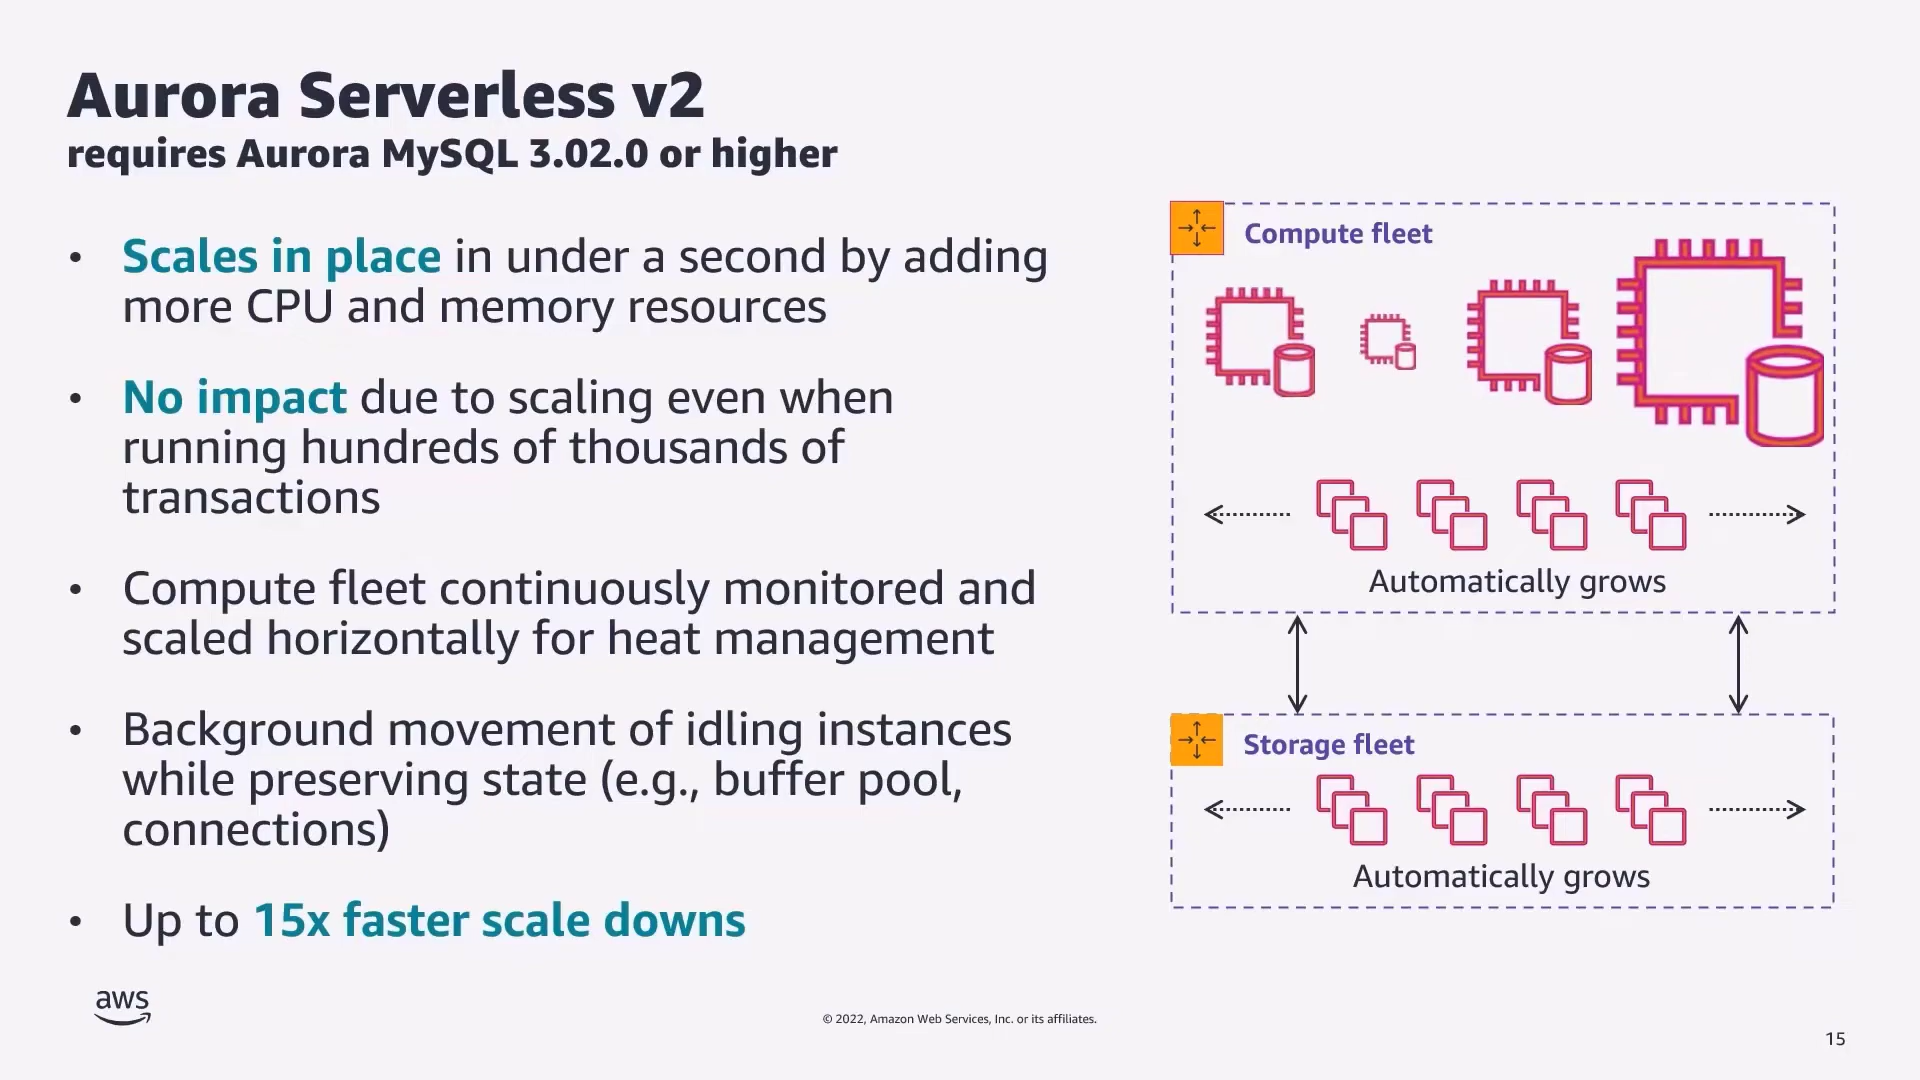 Aurora Serverless v2
requires Aurora MySQL 3.02.0 or higher
• Scales in place in under a second by adding
more CPU and memory resources
• No impact due to scaling even when
running hundreds of thousands of
transactions
• Compute fleet continuously monitored and
scaled horizontally for heat management
• Background movement of idling instances
while preserving state (e.g., buffer pool,
connections)
• Up to 15x faster scale downs
Compute fleet
Automatically grows
Storage fleet
Automatically grows
aws
© 2022, Amazon Web Services, Inc. or its affiliates.
15